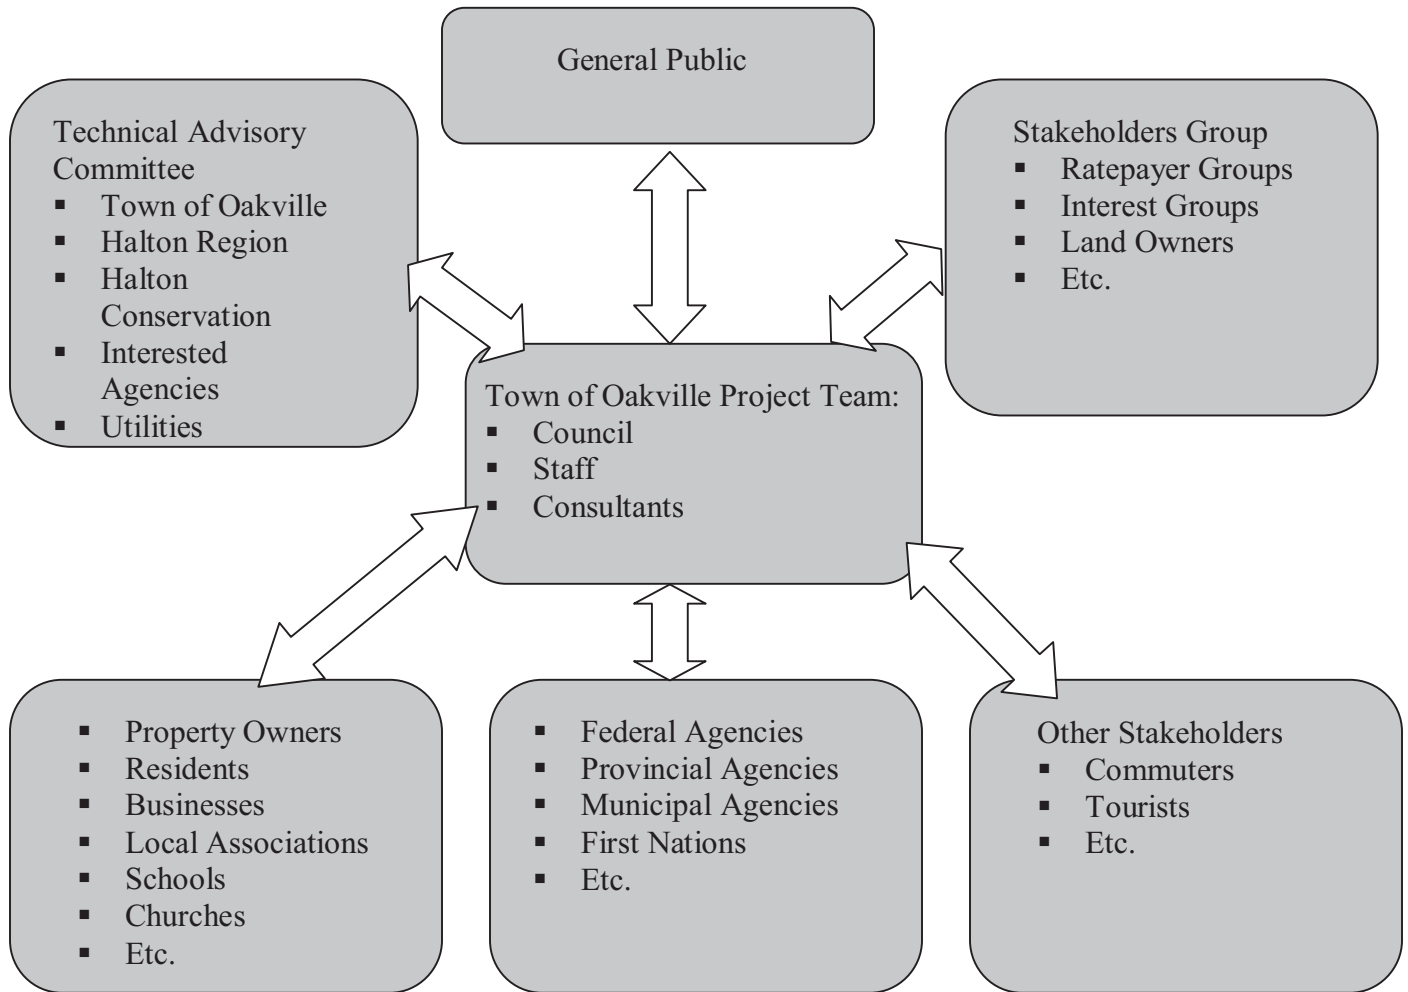 General Public
Technical Advisory
Committee
▪ Town of Oakville
▪ Halton Region
▪ Halton
Conservation
▪ Interested
Agencies
▪ Utilities
Stakeholders Group
▪ Ratepayer Groups
▪ Interest Groups
▪ Land Owners
▪ Etc.
Town of Oakville Project Team:
▪ Council
▪ Staff
▪ Consultants
▪ Property Owners
▪ Residents
▪ Businesses
▪ Local Associations
▪ Schools
▪ Churches
▪ Etc.
▪ Federal Agencies
▪ Provincial Agencies
▪ Municipal Agencies
▪ First Nations
▪ Etc.
Other Stakeholders
▪ Commuters
▪ Tourists
▪ Etc.